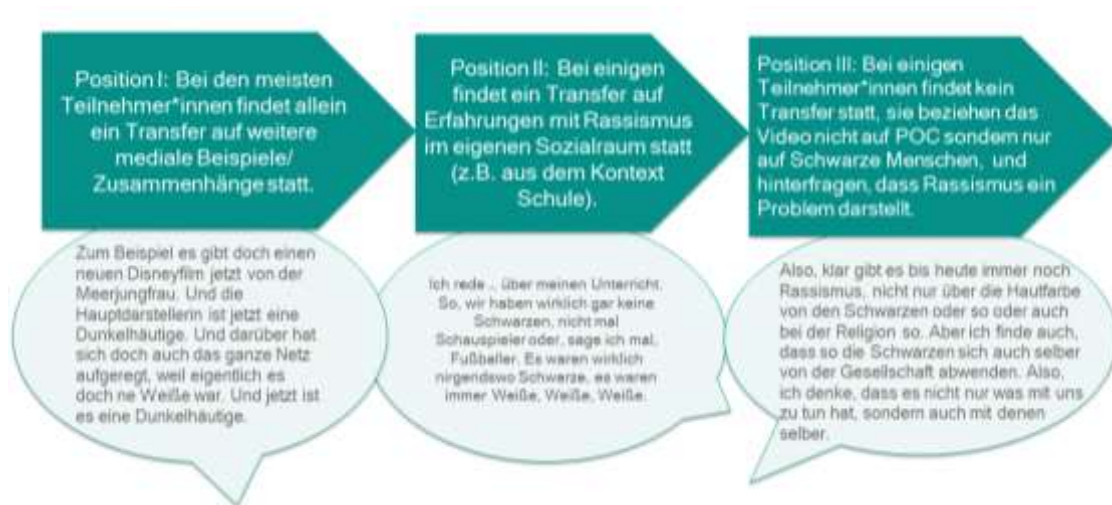 Position I: Bei den meisten
Teilnehmer*innen findet allein
ein Transfer auf weitere
mediale Beispiele/
Zusammenhänge statt.
Position II: Bei einigen
findet ein Transfer auf
Erfahrungen mit Rassismus
im eigenen Sozialraum statt
(z.B. aus dem Kontext
Schule).
Position III: Bei einigen
Teilnehmer*innen findet kein
Transfer statt, sie beziehen das
Video nicht auf POC sondern nur
auf Schwarze Menschen, und
hinterfragen, dass Rassismus ein
Problem darstellt.
Zum Beispiel es gibt doch einen
neuen Disneyfilm jetzt von der
Meerjungfrau. Und die
Hauptdarstellerin ist jetzt eine
Dunkelhäutige. Und darüber hat
sich doch auch das ganze Netz
aufgeregt, weil eigentlich es
doch ne Weiße war. Und jetzt ist
es eine Dunkelhäutige.
Ich rede .. über meinen Unterricht.
So, wir haben wirklich gar keine
Schwarzen, nicht mal
Schauspieler oder, sage ich mal,
Fußballer. Es waren wirklich
nirgendswo Schwarze, es waren
immer Weiße, Weiße, Weiße.
Also, klar gibt es bis heute immer noch
Rassismus, nicht nur über die Hautfarbe
von den Schwarzen oder so oder auch
bei der Religion so. Aber ich finde auch,
dass so die Schwarzen sich auch selber
von der Gesellschaft abwenden. Also,
ich denke, dass es nicht nur was mit uns
zu tun hat, sondern auch mit denen
selber.